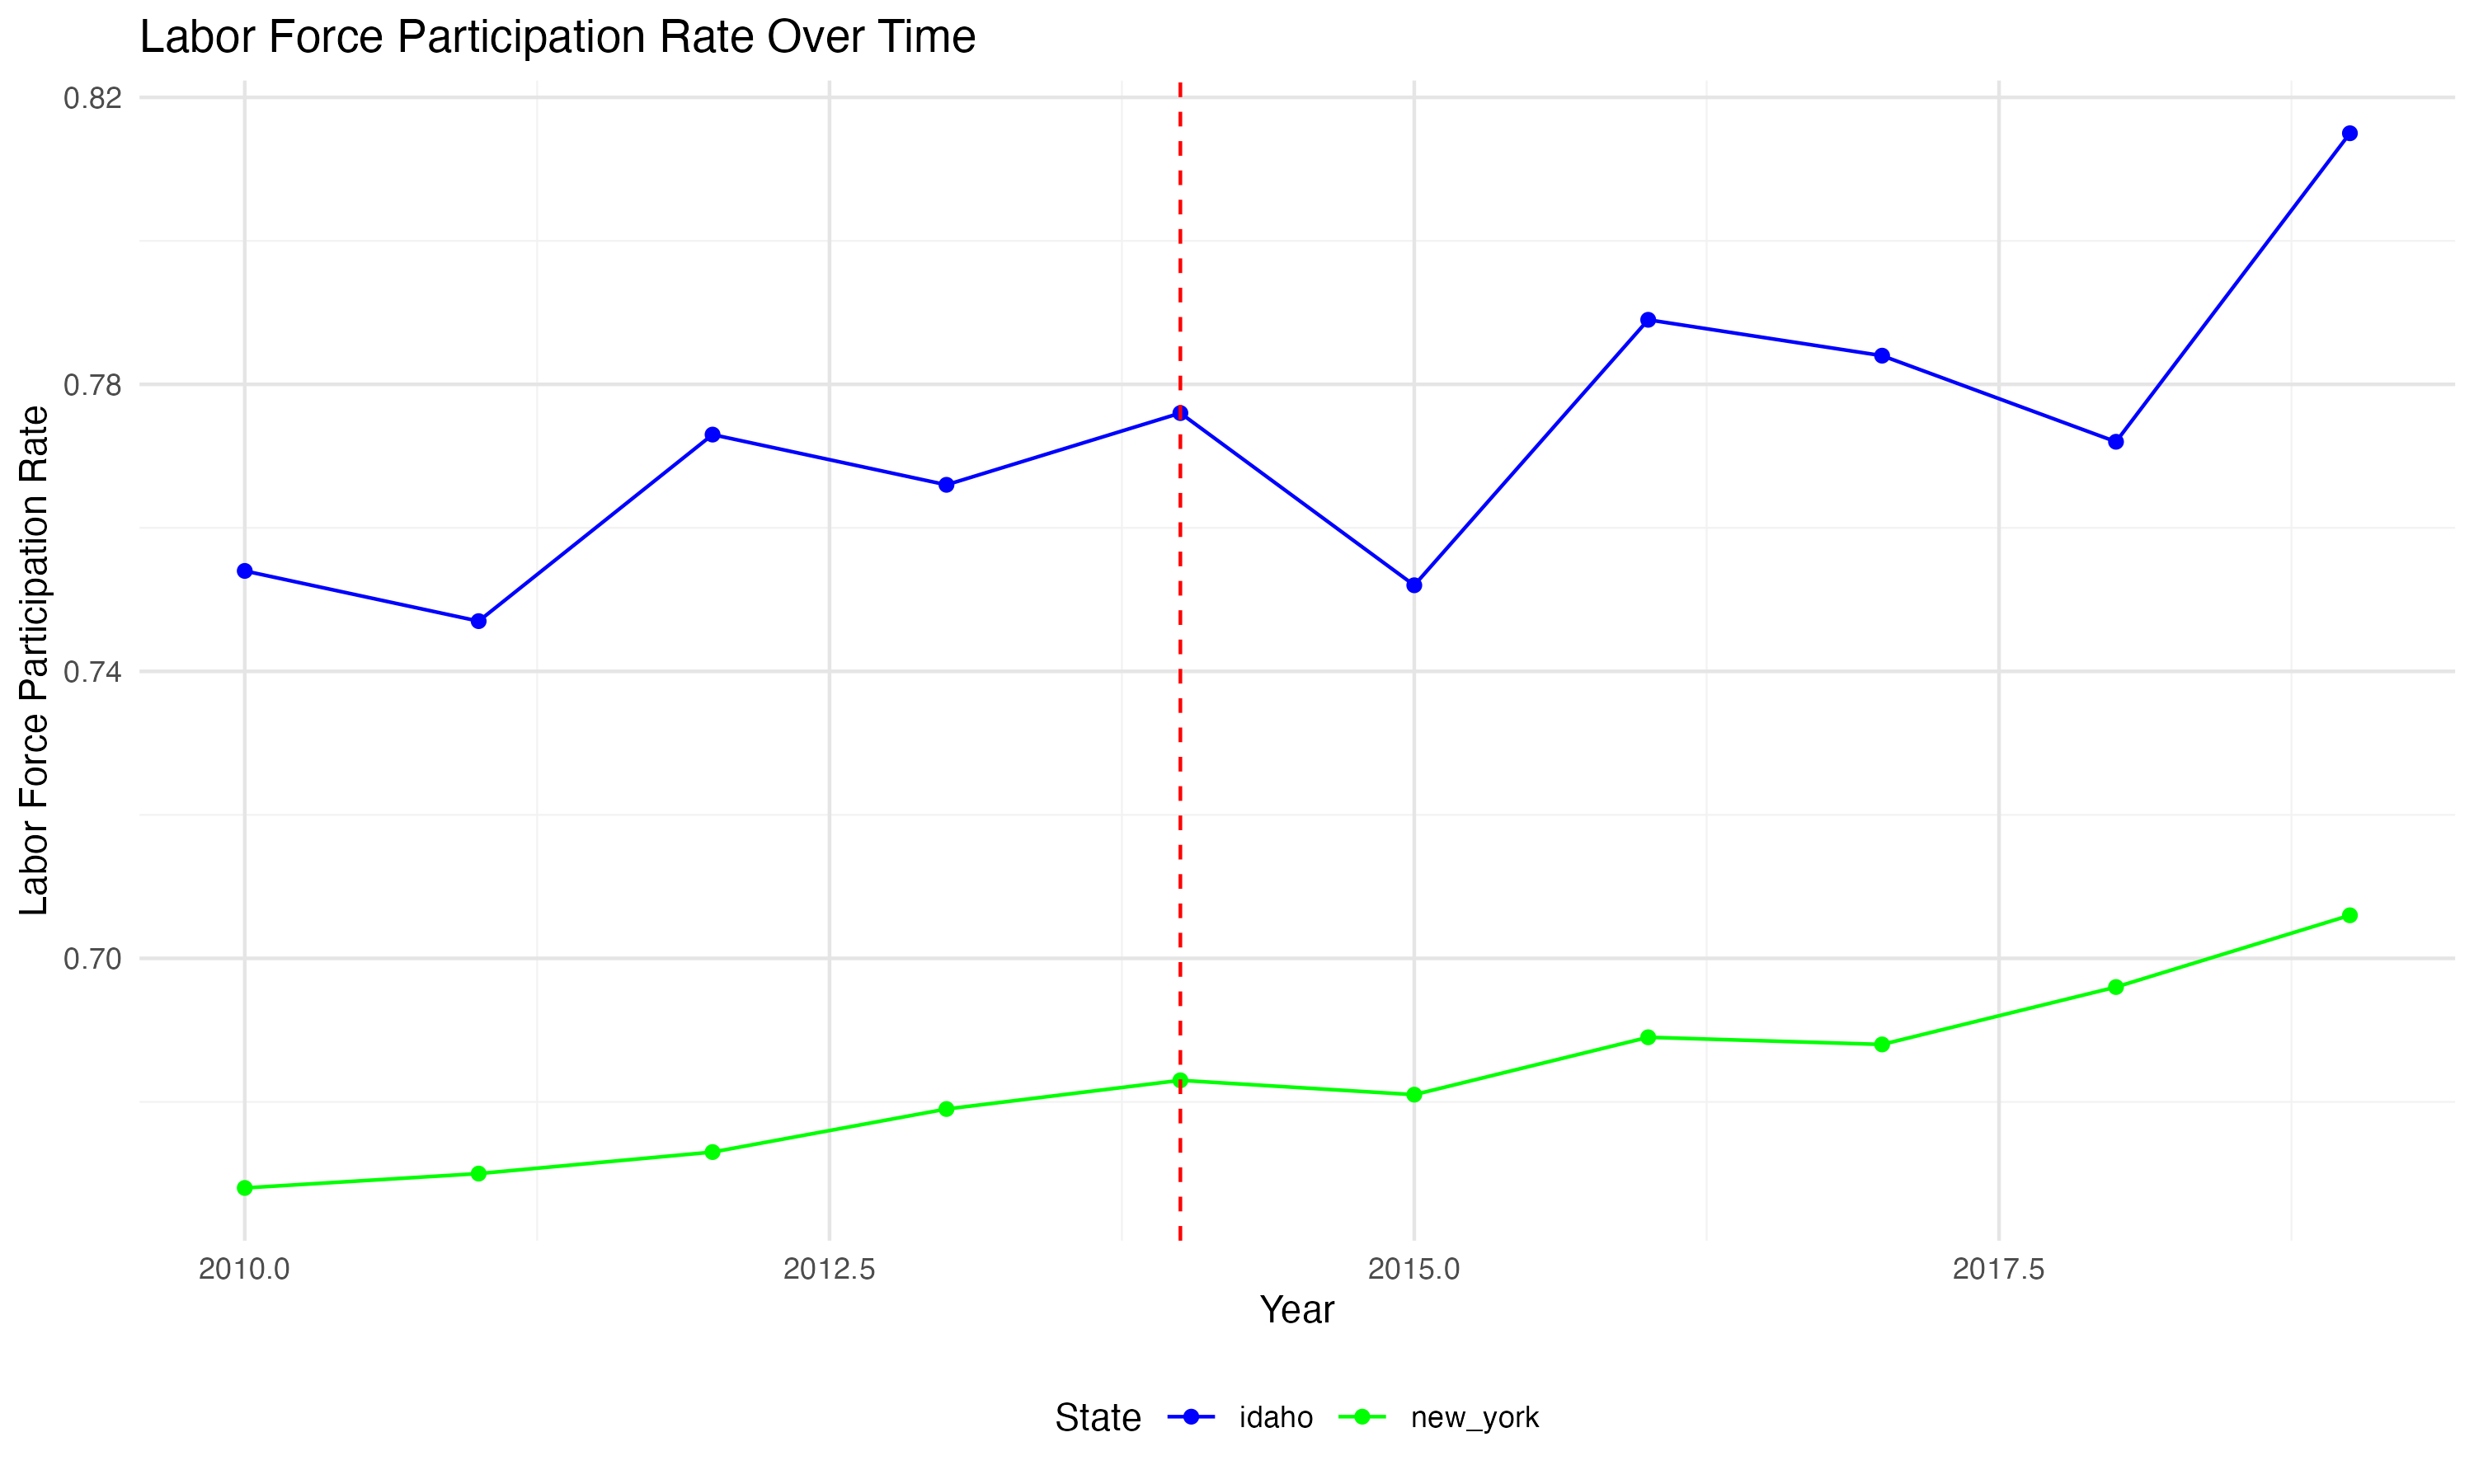 Labor Force Participation Rate Over Time
0.82
0.78
0.74
0.70
Labor Force Participation Rate
2010.0 2012.5 2015.0 2017.5
Year
State idaho new_york